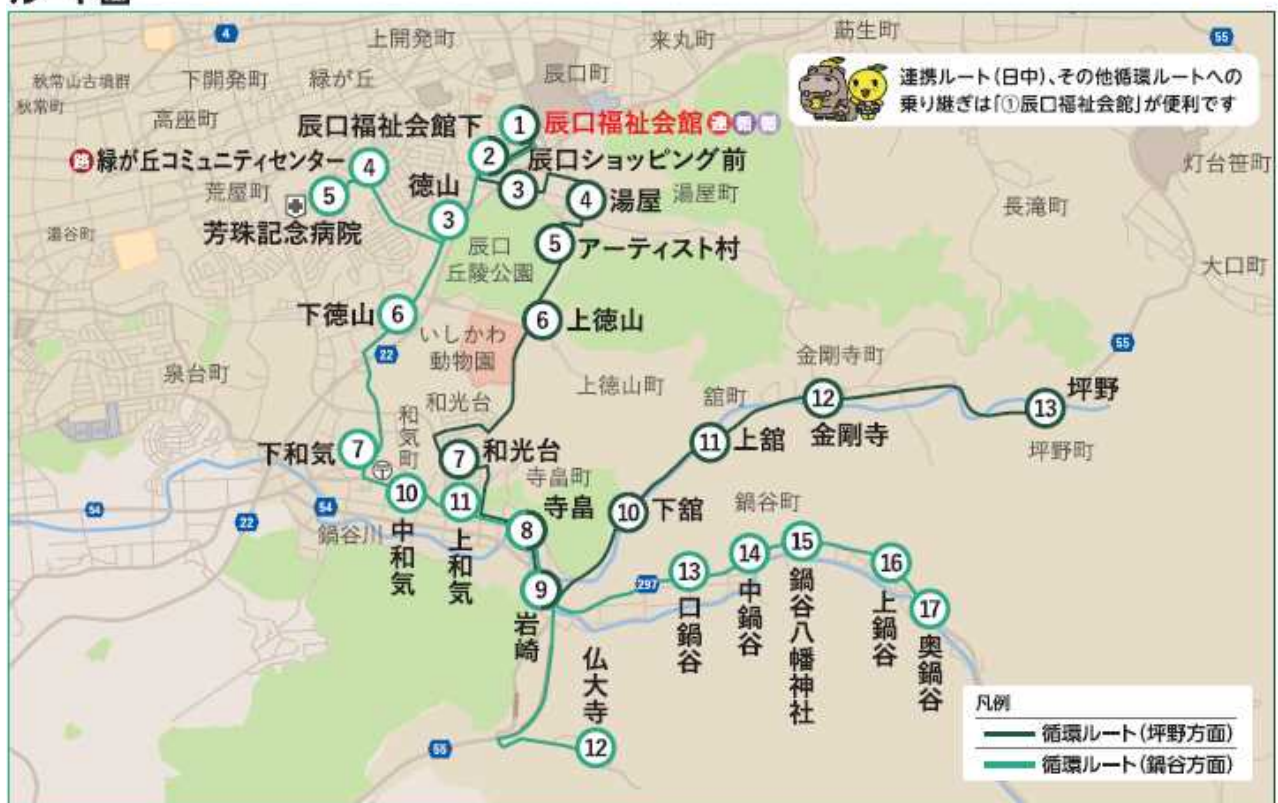 4
上開発町
来丸町
蒟生町
55
秋常山古墳群
下開発町
緑が丘
辰口町
秋常町
高座町
連携ルート(日中)、その他循環ルートへの
乗り継ぎは「①辰口福祉会館」が便利です
辰口福祉会館下
1
辰口福祉会館
緑が丘コミュニティセンター
4
2
辰口ショッピング前
灯台笹町
荒屋町
5
徳山
3
4
湯屋
湯屋町
長滝町
湯谷町
芳珠記念病院
3
辰口
丘陵公園
5
アーティスト村
大口町
下徳山
6
いしかわ
動物園
6
上徳山
22
55
泉台町
上徳山町
金剛寺町
舘町
和光台
12
金剛寺
13
坪野
和気町
11
上舘
坪野町
下和気
7
〒
7
和光台
寺畠町
10
中和気
11
上和気
8
寺畠
10
下舘
鍋谷町
54
54
22
鍋谷川
9
岩崎
297
13
口鍋谷
14
中鍋谷
15
鍋谷八幡神社
16
上鍋谷
17
奥鍋谷
仏大寺
12
55
凡例
循環ルート(坪野方面)
循環ルート(鍋谷方面)